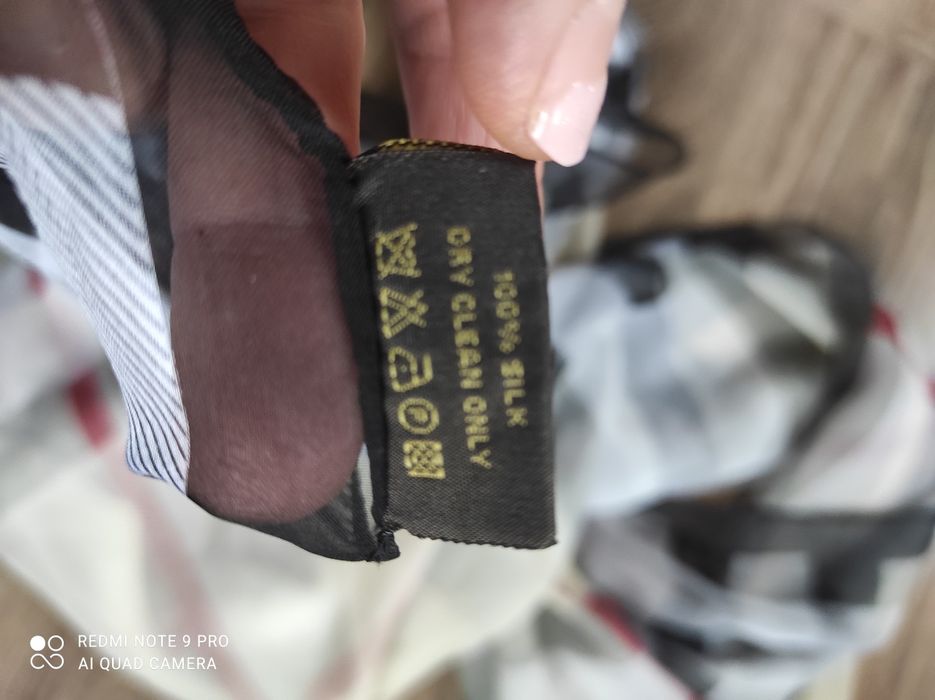 100% SILK
DRY CLEAN ONLY
REDMI NOTE 9 PRO
AI QUAD CAMERA